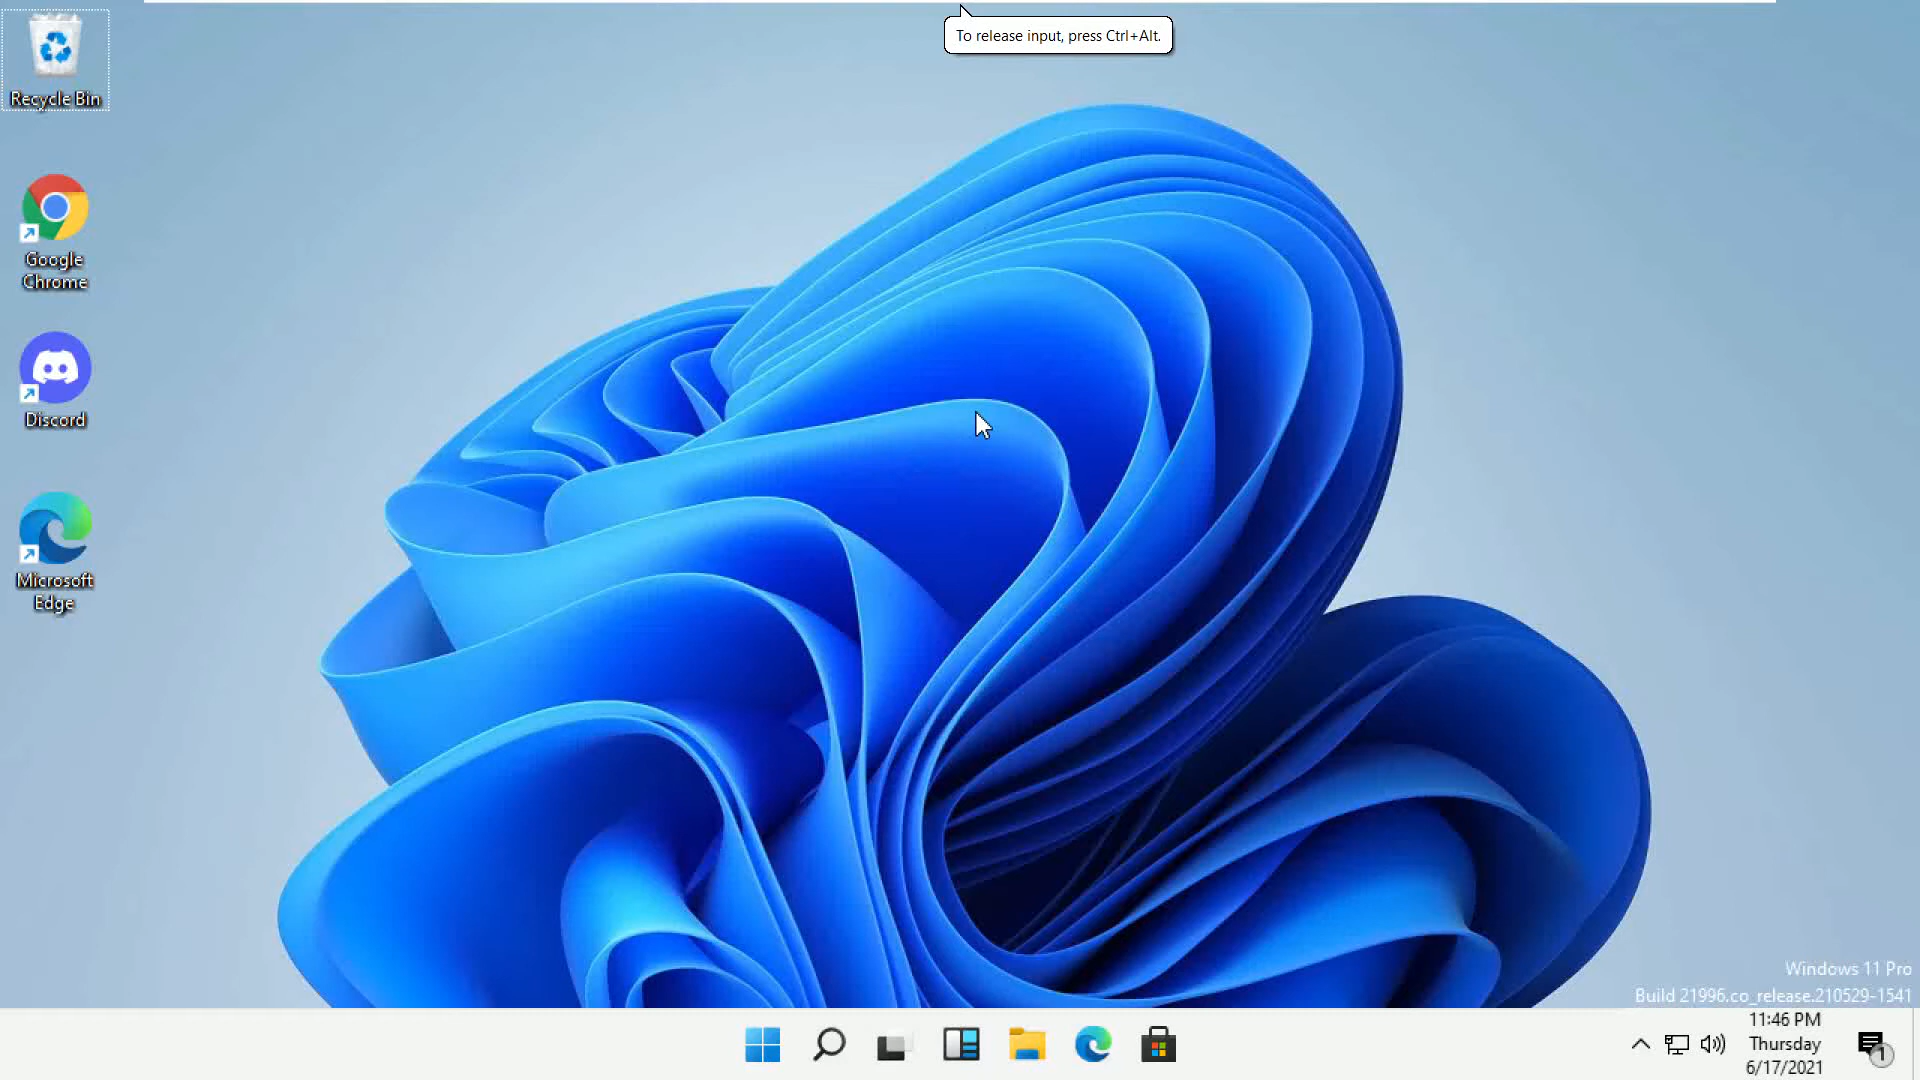 To release input, press Ctrl+Alt.
Recycle Bin
Google
Chrome
Discord
Microsoft
Edge
Windows 11 Pro
Build 21996.co_release.210529-1541
11:46 PM
Thursday
6/17/2021
1